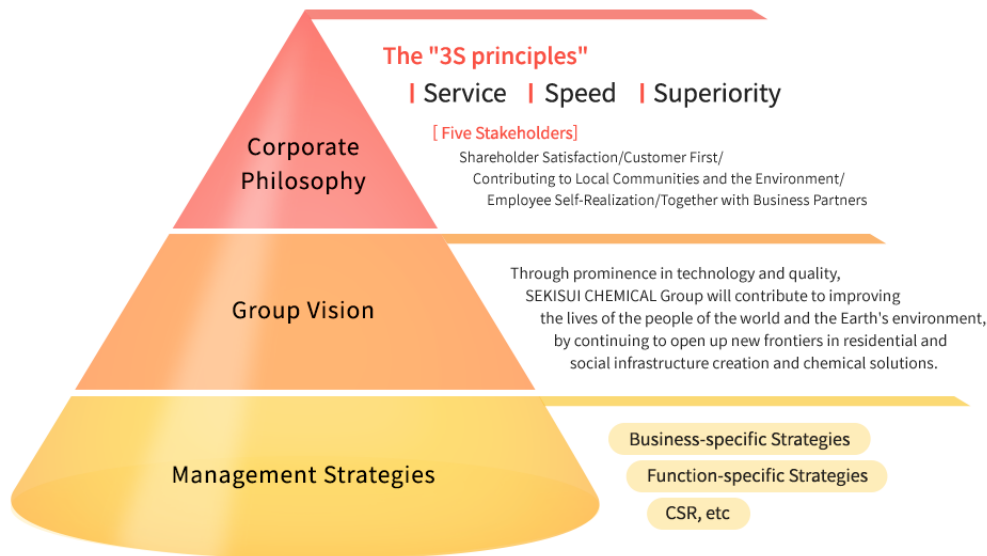 The "3S principles"
Service Speed Superiority
[ Five Stakeholders]
Shareholder Satisfaction/Customer First/
Contributing to Local Communities and the Environment/
Employee Self-Realization/Together with Business Partners
Corporate
Philosophy
Through prominence in technology and quality,
SEKISUI CHEMICAL Group will contribute to improving
the lives of the people of the world and the Earth's environment,
by continuing to open up new frontiers in residential and
social infrastructure creation and chemical solutions.
Group Vision
Business-specific Strategies
Function-specific Strategies
CSR, etc
Management Strategies